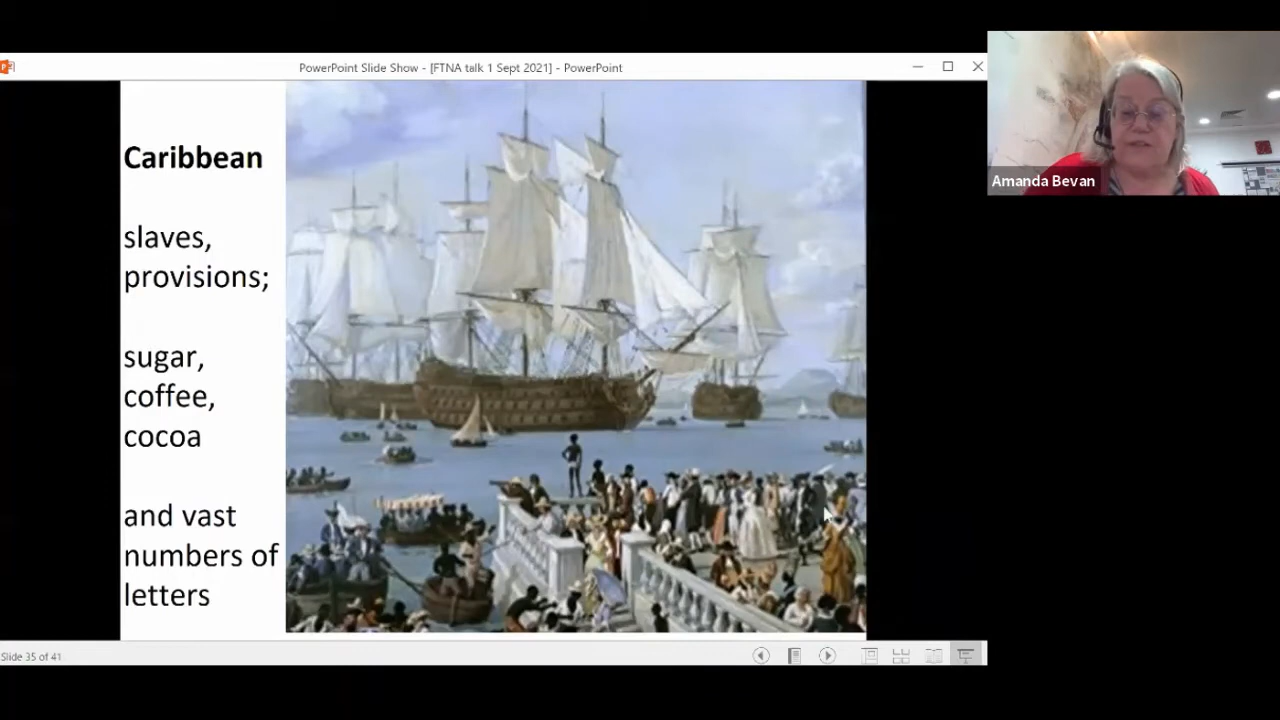 PowerPoint Slide Show - [FTNA talk 1 Sept 2021] - PowerPoint
Caribbean
slaves,
provisions;
sugar,
coffee,
cocoa
and vast
numbers of
letters
Amanda Bevan
Slide 35 of 41